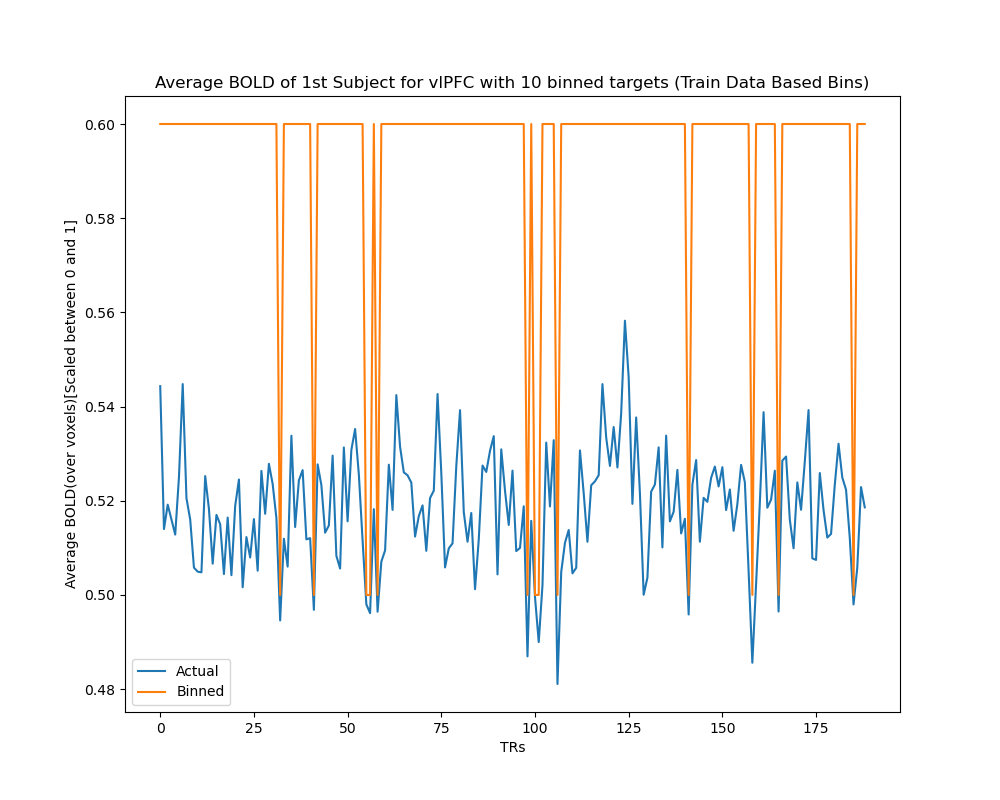 Average BOLD of 1st Subject for vlPFC with 10 binned targets (Train Data Based Bins)
Average BOLD(over voxels)[Scaled between 0 and 1]
0.60
0.58
0.56
0.54
0.52
0.50
0.48
Actual
Binned
0 25 50 75 100 125 150 175
TRs